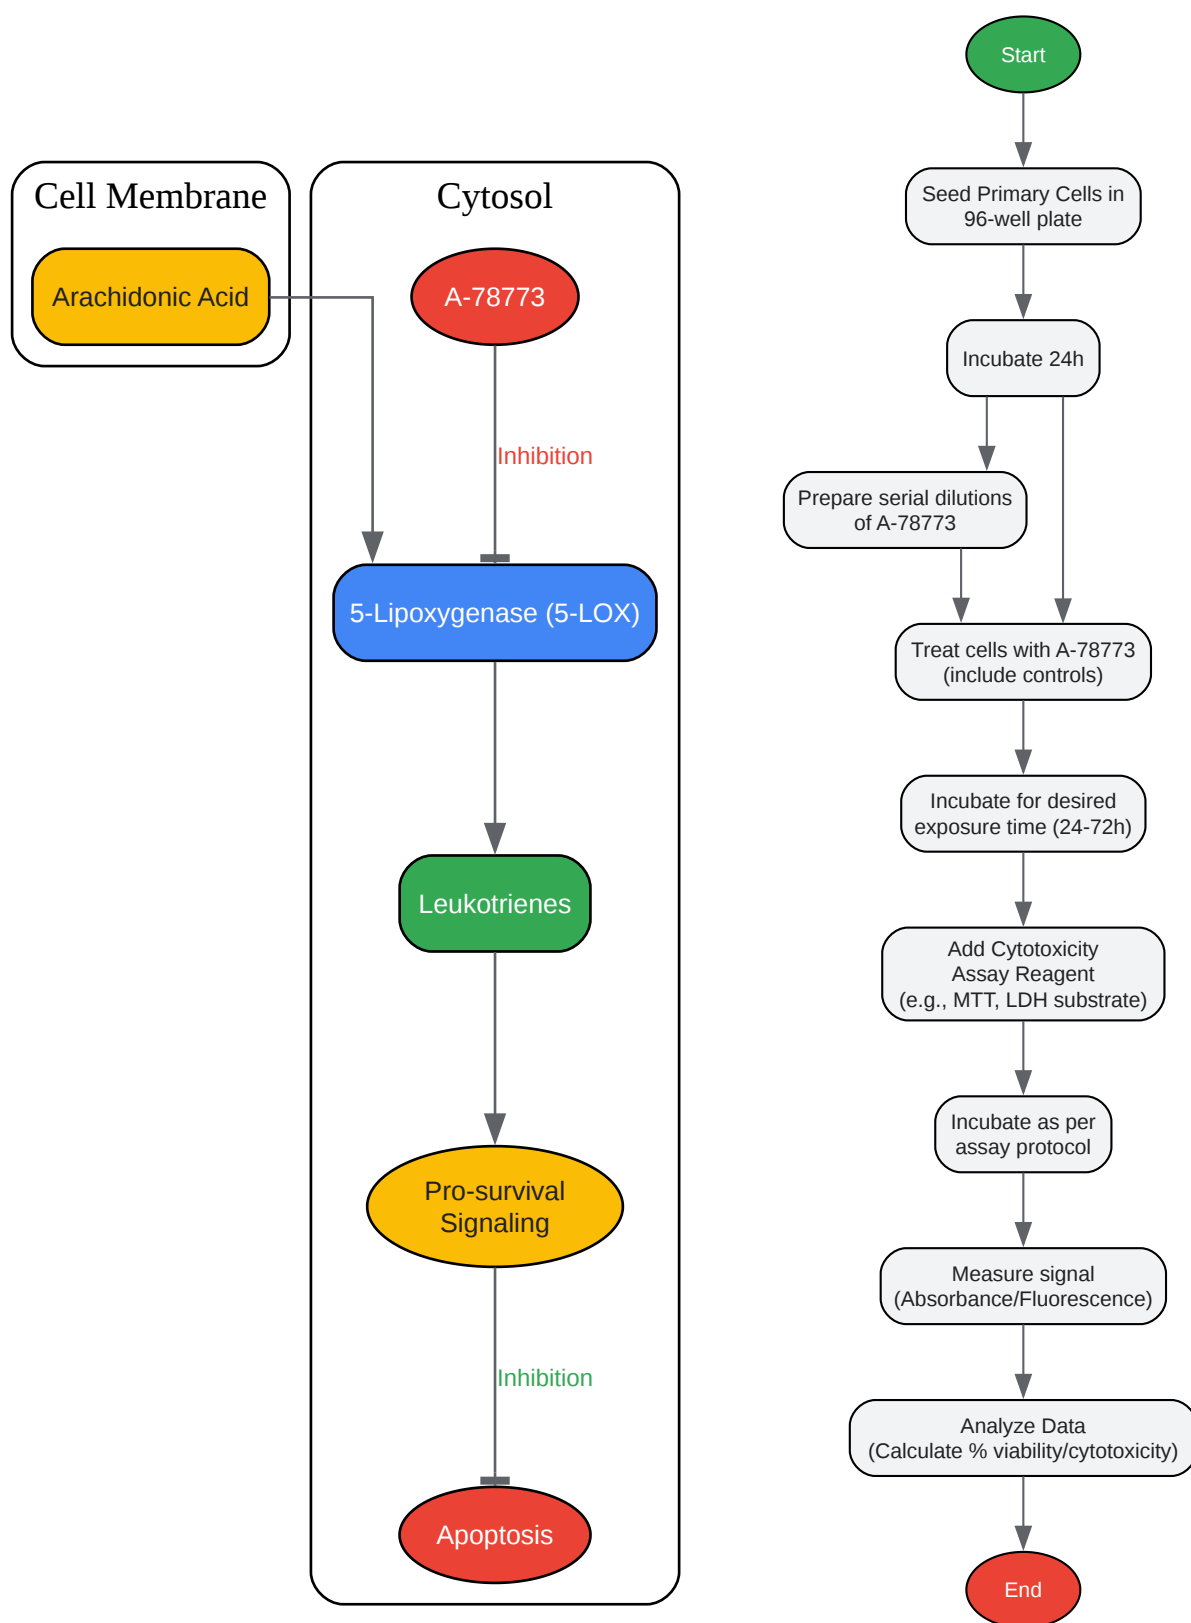 Cell Membrane
Arachidonic Acid
Cytosol
A-78773
Inhibition
5-Lipoxygenase (5-LOX)
Leukotrienes
Pro-survival
Signaling
Inhibition
Apoptosis
Start
Seed Primary Cells in
96-well plate
Incubate 24h
Prepare serial dilutions
of A-78773
Treat cells with A-78773
(include controls)
Incubate for desired
exposure time (24-72h)
Add Cytotoxicity
Assay Reagent
(e.g., MTT, LDH substrate)
Incubate as per
assay protocol
Measure signal
(Absorbance/Fluorescence)
Analyze Data
(Calculate % viability/cytotoxicity)
End